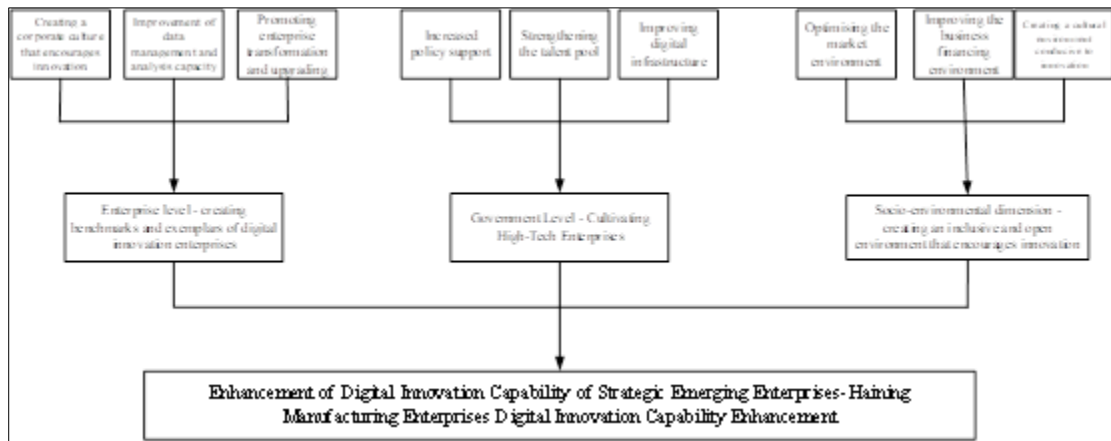 Creating a
corporate culture
that encourages
innovation
Improvement of
data
management and
analysis capacity
Promoting
enterprise
transformation
and upgrading
Increased
policy support
Strengthening
the talent pool
Improving
digital
infrastructure
Optimising the
market
environment
Improving the
business
financing
environment
Creating a cultural
environment
conducive to
innovation
Enterprise level - creating
benchmarks and exemplars of digital
innovation enterprises
Government Level - Cultivating
High-Tech Enterprises
Socio-environmental dimension -
creating an inclusive and open
environment that encourages innovation
Enhancement of Digital Innovation Capability of Strategic Emerging Enterprises- Haining
Manufacturing Enterprises Digital Innovation Capability Enhancement